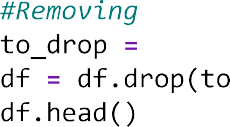 #Removing
to_drop =
df = df.drop(to
df.head()